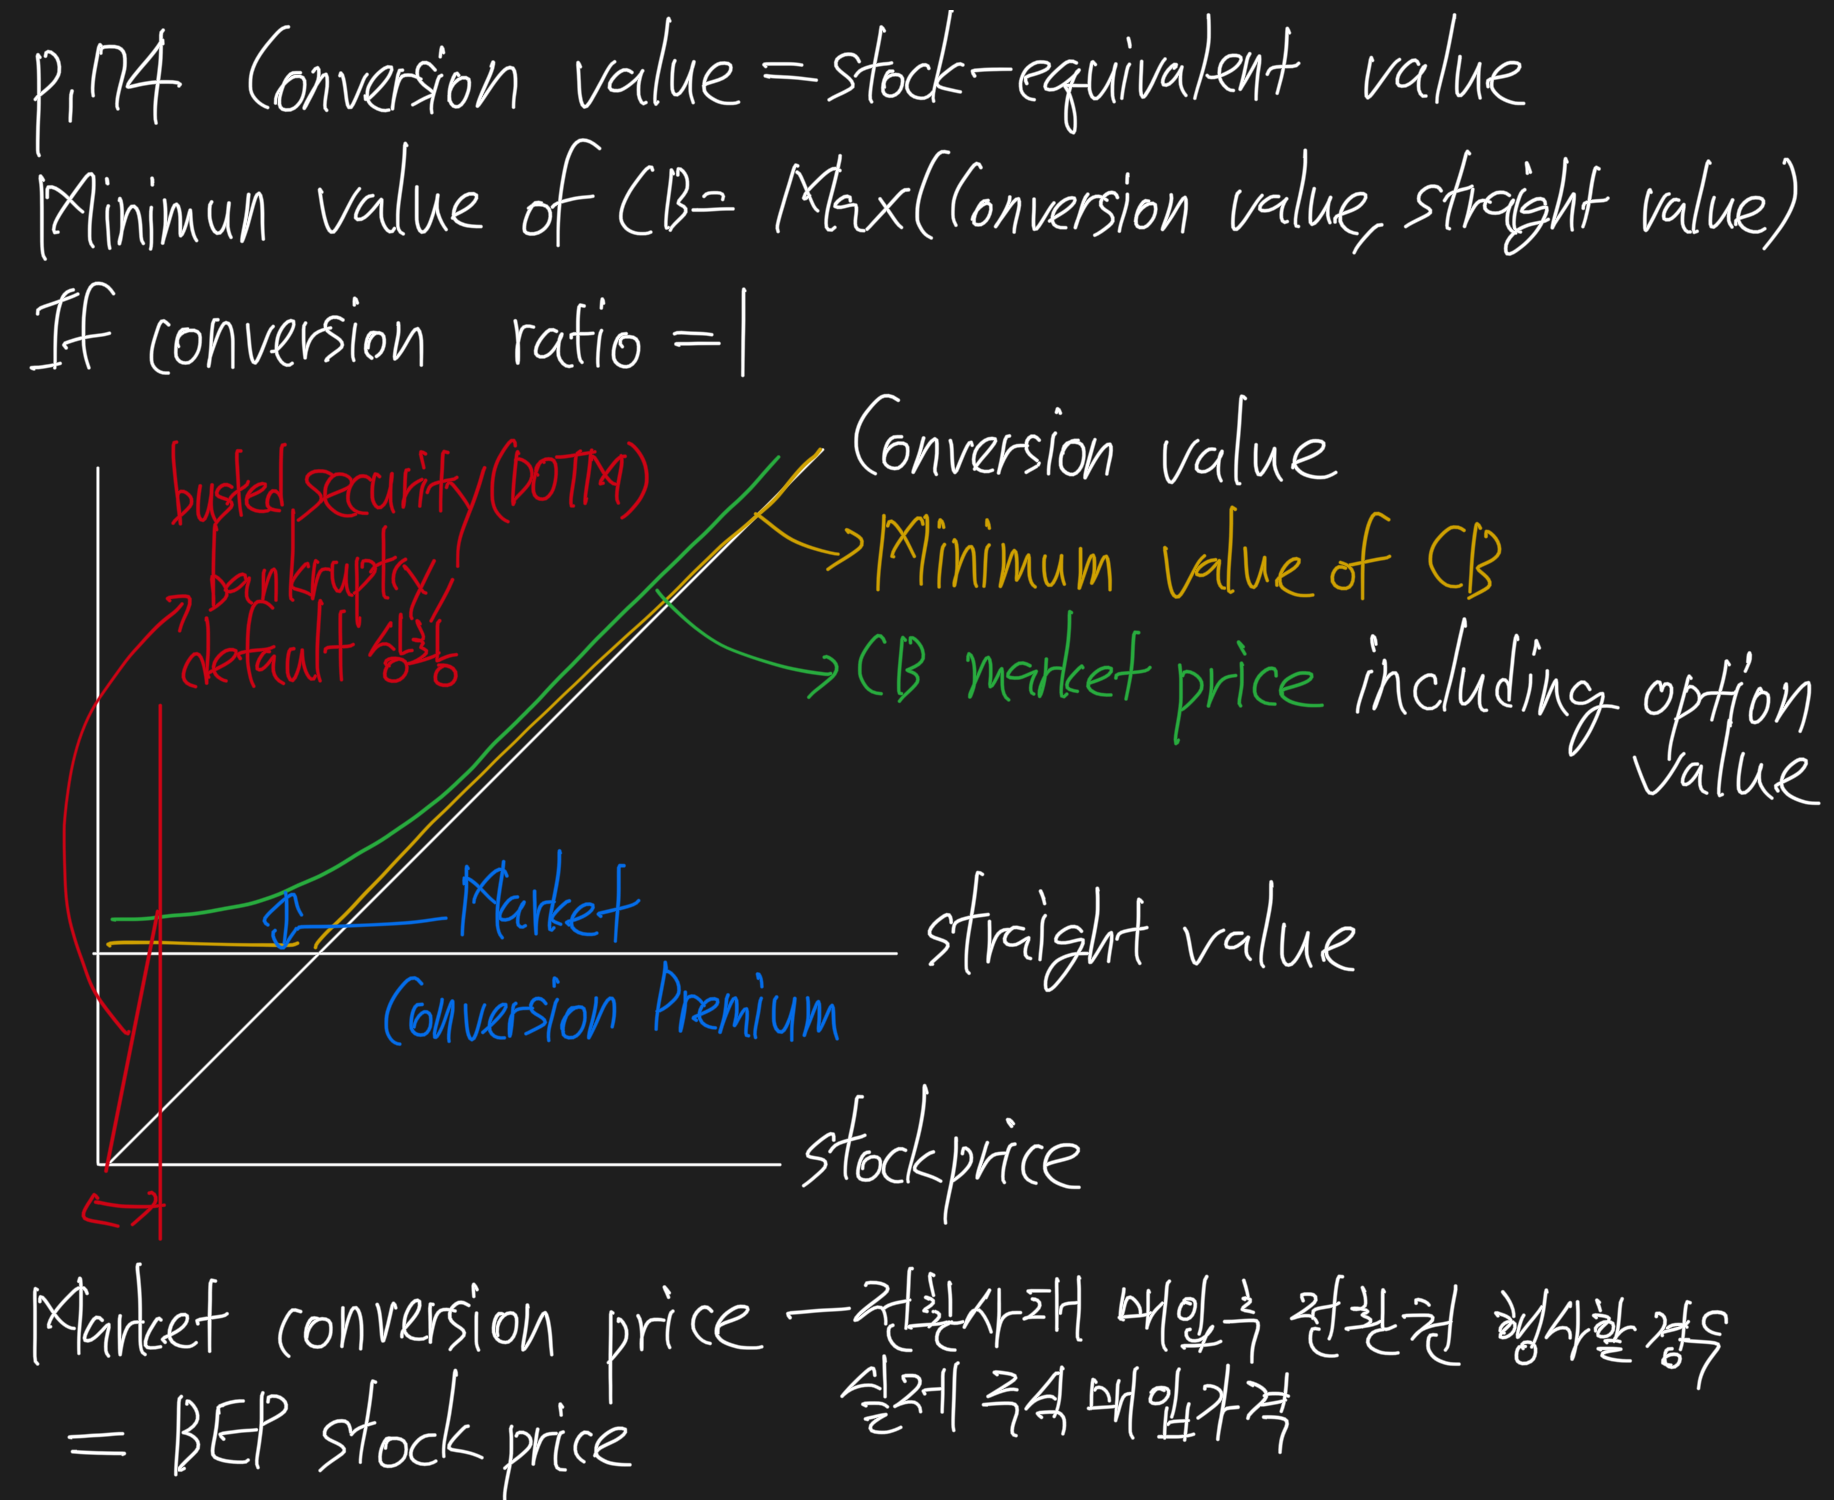 p.174 Conversion value = stock-equivalent value
Minimun value of CB = Max(Conversion value, straight value)
If conversion ratio = 1
Conversion value
busted security (DOTM)
bankruptcy,
default 상황
Minimum value of CB
CB market price including option
value
Market
straight value
Conversion Premium
stock price
Market conversion price - 전환사채 매입 후 전환권 행사할 경우
실제 주식 매입가격
= BEP stock price